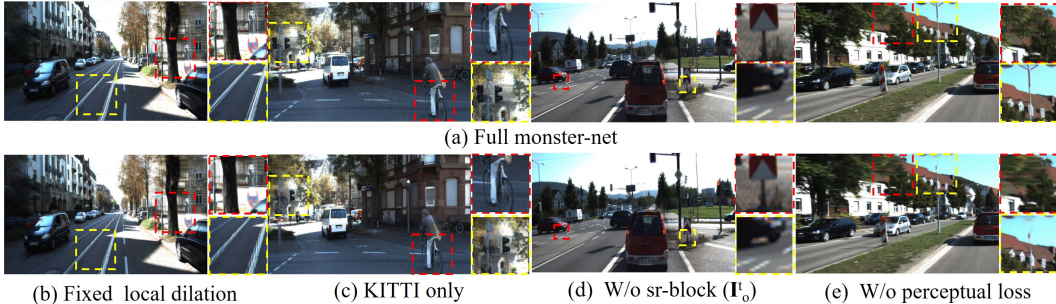 (a) Full monster-net
(b) Fixed local dilation
(c) KITTI only
(d) W/o sr-block (I^t_o)
(e) W/o perceptual loss